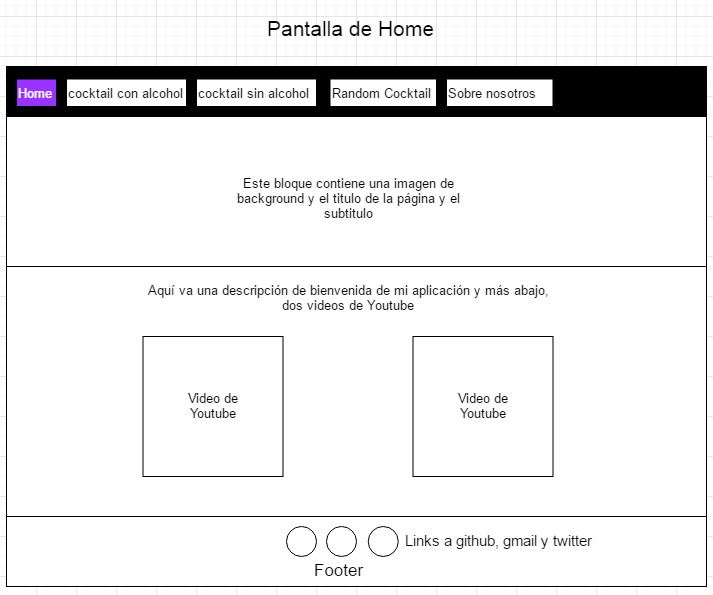 Pantalla de Home
Home
cocktail con alcohol
cocktail sin alcohol
Random Cocktail
Sobre nosotros
Este bloque contiene una imagen de
background y el titulo de la página y el
subtitulo
Aquí va una descripción de bienvenida de mi aplicación y más abajo,
dos videos de Youtube
Video de
Youtube
Video de
Youtube
Links a github, gmail y twitter
Footer